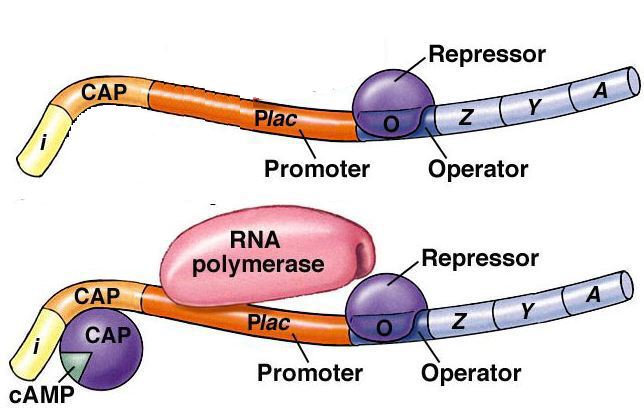 Repressor
CAP
i
Plac
O
Z
Y
A
Promoter
Operator
RNA
polymerase
Repressor
CAP
i
CAP
cAMP
Plac
O
Z
Y
A
Promoter
Operator